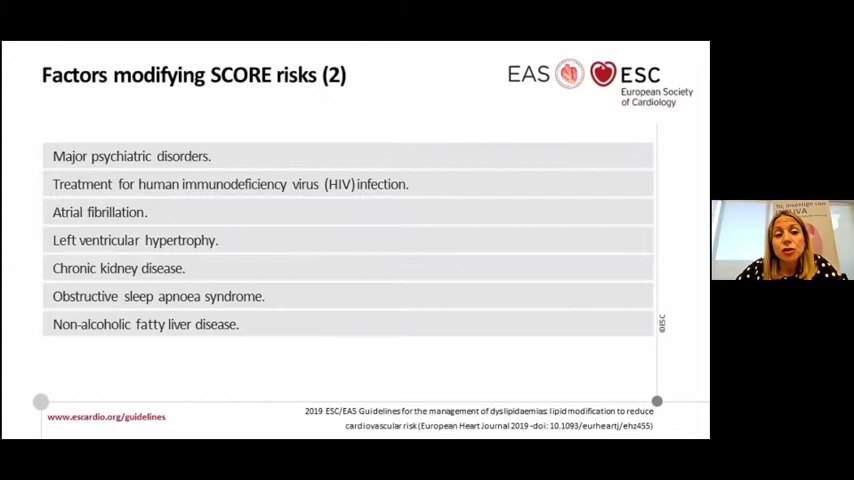 Factors modifying SCORE risks (2)
EAS
ESC
European Society
of Cardiology
Major psychiatric disorders.
Treatment for human immunodeficiency virus (HIV) infection.
Atrial fibrillation.
Left ventricular hypertrophy.
Chronic kidney disease.
Obstructive sleep apnoea syndrome.
Non-alcoholic fatty liver disease.
©ESC
www.escardio.org/guidelines
2019 ESC/EAS Guidelines for the management of dyslipidaemias: lipid modification to reduce
cardiovascular risk (European Heart Journal 2019 -doi: 10.1093/eurheartj/ehz455)
investigo con